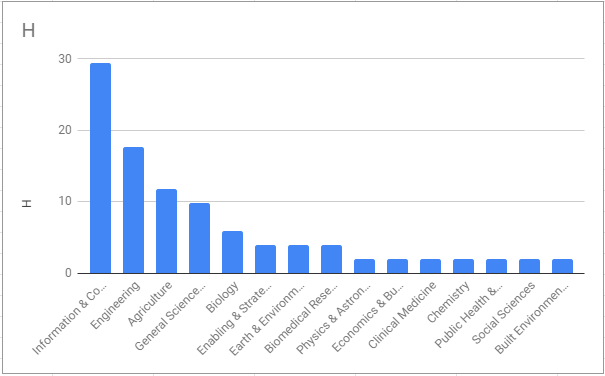 H
30
20
10
0
H
Information & Co...
Engineering
Agriculture
General Science...
Biology
Enabling & Strate...
Earth & Environm...
Biomedical Rese...
Physics & Astron...
Economics & Bu...
Clinical Medicine
Chemistry
Public Health &...
Social Sciences
Built Environmen...